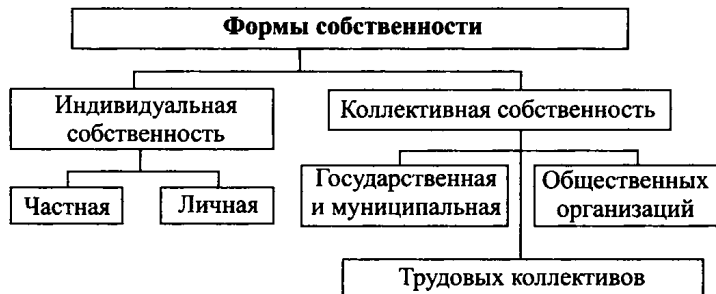 Формы собственности
Индивидуальная
собственность
Коллективная собственность
Частная
Личная
Государственная
и муниципальная
Общественных
организаций
Трудовых коллективов